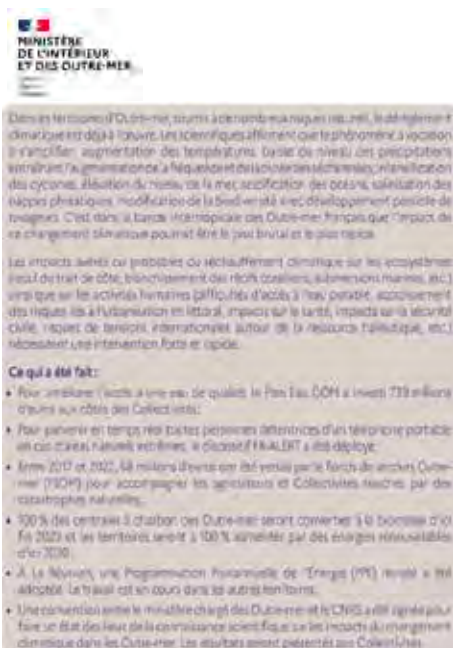 MINISTÈRE
DE L'INTÉRIEUR
ET DES OUTRE-MER
Dans les territoires d'Outre-mer, soumis à de nombreux risques naturels, le dérèglement
climatique est déjà à l'œuvre. Les scientifiques affirment que le phénomène a vocation
à s'amplifier: augmentation des températures, baisse du niveau des précipitations
entraînant l'augmentation de la fréquence et de la sécheresses, intensification
des cyclones, élévation du niveau de la mer, acidification des océans, salinisation des
nappes phréatiques, modification de la biodiversité avec développement possible de
ravageurs. C'est dans la bande intertropicale des Outre-mer français que l'impact de
ce changement climatique pourrait être le plus brutal et le plus rapide.
Les impacts avérés ou probables du réchauffement climatique sur les écosystèmes
(recul du trait de côte, blanchissement des récifs coralliens, submersions marines, etc.)
ainsi que sur les activités humaines (difficultés d'accès à l'eau potable, accroissement
des risques liés à l'urbanisation en littoral, impacts sur la santé, impacts sur la sécurité
civile, risques de tensions internationales autour de la ressource halieutique, etc.)
nécessitent une intervention forte et rapide.
Ce qui a été fait :
• Pour améliorer l'accès à une eau de qualité, le Plan Eau DOM a investi millions
d'euros aux côtés des Collectivités.
• Pour prévenir en temps réel toutes personnes détentrices d'un téléphone portable
en cas d'aléas naturels extrêmes, le dispositif FR-ALERT a été déployé.
• Entre 2017 et 2022, 68 millions d'euros ont été versés par le fonds de secours Outre-
mer (FSOM) pour accompagner les agriculteurs et Collectivités touchés par des
catastrophes naturelles.
• 100 % des centrales à charbon des Outre-mer seront converties à la biomasse d'ici
fin 2023 et les territoires seront à 100 % alimentés par des énergies renouvelables
d'ici 2030.
• A La Réunion, une Programmation Pluriannuelle de l'Énergie (PPE) révisée a été
adoptée. Le travail est en cours dans les autres territoires.
• Une convention entre le ministère chargé des Outre-mer et le CNRS a été signée pour
faire un état des lieux de la connaissance scientifique sur les impacts du changement
climatique dans les Outre-mer. Les résultats seront présentés aux Collectivités.